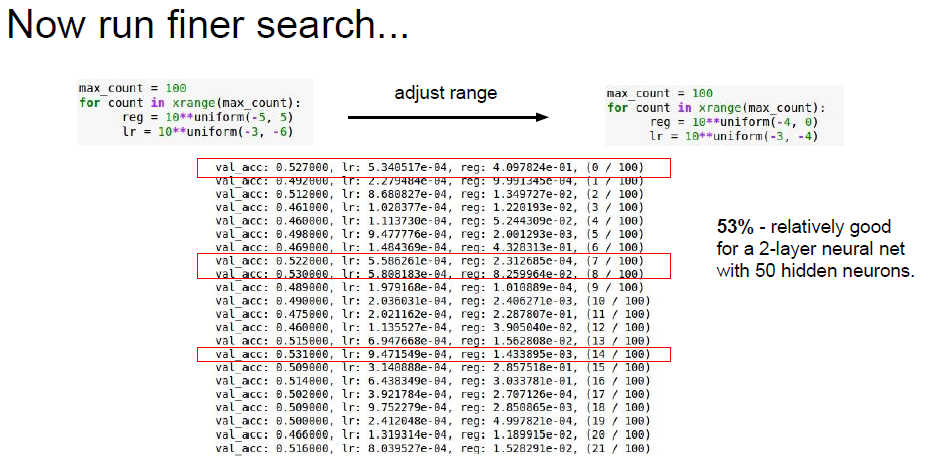 Now run finer search...
max_count = 100
for count in xrange(max_count):
reg = 10**uniform(-5, 5)
lr = 10**uniform(-3, -6)
adjust range
max_count = 100
for count in xrange(max_count):
reg = 10**uniform(-4, 0)
lr = 10**uniform(-3, -4)
val_acc: 0.527000, lr: 5.340517e-04, reg: 4.097824e-01, (0 / 100)
val_acc: 0.492000, lr: 2.279484e-04, reg: 9.991345e-04, (1 / 100)
val_acc: 0.512000, lr: 8.680827e-04, reg: 1.349727e-02, (2 / 100)
val_acc: 0.461000, lr: 1.028377e-04, reg: 1.220193e-02, (3 / 100)
val_acc: 0.460000, lr: 1.113730e-04, reg: 5.244309e-02, (4 / 100)
val_acc: 0.498000, lr: 9.477776e-04, reg: 2.001293e-03, (5 / 100)
val_acc: 0.469000, lr: 1.484369e-04, reg: 4.328313e-01, (6 / 100)
val_acc: 0.522000, lr: 5.586261e-04, reg: 2.312685e-04, (7 / 100)
val_acc: 0.530000, lr: 5.808183e-04, reg: 8.259964e-02, (8 / 100)
val_acc: 0.489000, lr: 1.979168e-04, reg: 1.010889e-04, (9 / 100)
val_acc: 0.490000, lr: 2.036031e-04, reg: 2.406271e-03, (10 / 100)
val_acc: 0.475000, lr: 2.021162e-04, reg: 2.287807e-01, (11 / 100)
val_acc: 0.460000, lr: 1.135527e-04, reg: 3.905040e-02, (12 / 100)
val_acc: 0.515000, lr: 6.947668e-04, reg: 1.562808e-02, (13 / 100)
val_acc: 0.531000, lr: 9.471549e-04, reg: 1.433895e-03, (14 / 100)
val_acc: 0.509000, lr: 3.140888e-04, reg: 2.857518e-01, (15 / 100)
val_acc: 0.514000, lr: 6.438349e-04, reg: 3.033781e-01, (16 / 100)
val_acc: 0.502000, lr: 3.921784e-04, reg: 2.707126e-04, (17 / 100)
val_acc: 0.509000, lr: 9.752279e-04, reg: 2.850865e-03, (18 / 100)
val_acc: 0.500000, lr: 2.412048e-04, reg: 4.997821e-04, (19 / 100)
val_acc: 0.466000, lr: 1.319314e-04, reg: 1.189915e-02, (20 / 100)
val_acc: 0.516000, lr: 8.039527e-04, reg: 1.528291e-02, (21 / 100)
53% - relatively good
for a 2-layer neural net
with 50 hidden neurons.